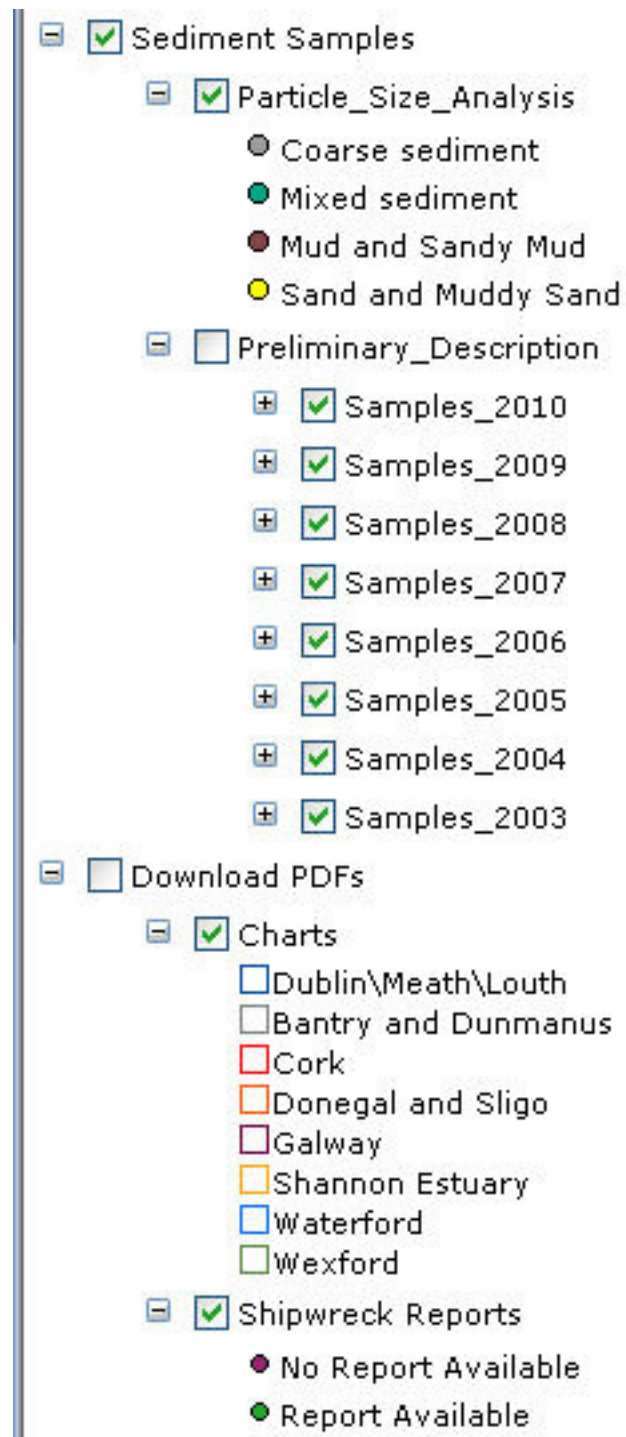 Sediment Samples
Particle_Size_Analysis
Coarse sediment
Mixed sediment
Mud and Sandy Mud
Sand and Muddy Sand
Preliminary_Description
Samples_2010
Samples_2009
Samples_2008
Samples_2007
Samples_2006
Samples_2005
Samples_2004
Samples_2003
Download PDFs
Charts
Dublin\Meath\Louth
Bantry and Dunmanus
Cork
Donegal and Sligo
Galway
Shannon Estuary
Waterford
Wexford
Shipwreck Reports
No Report Available
Report Available